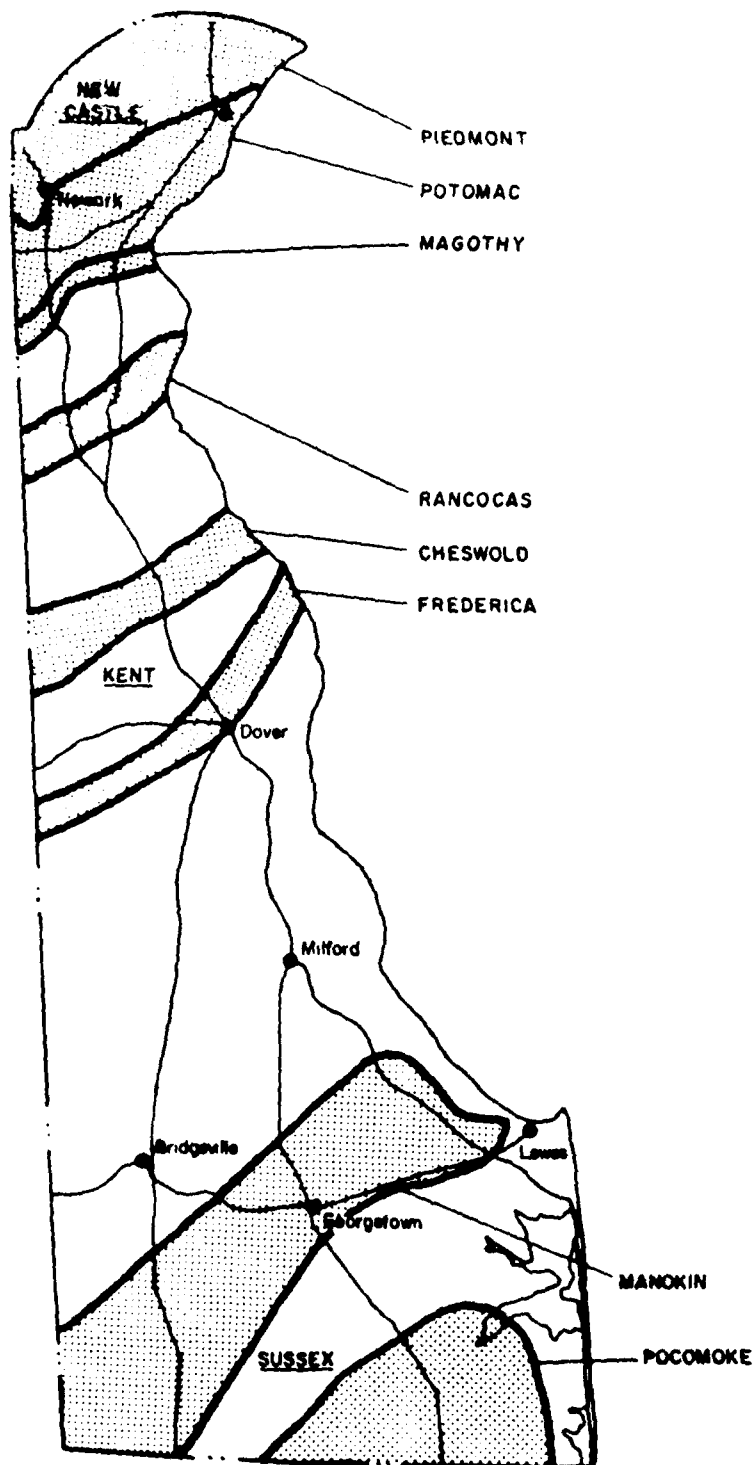 NEW
CASTLE
PIEDMONT
POTOMAC
Newark
MAGOTHY
RANCOCAS
CHESWOLD
FREDERICA
KENT
Dover
Milford
Bridgeville
Lewes
Georgetown
MANOKIN
SUSSEX
POCOMOKE